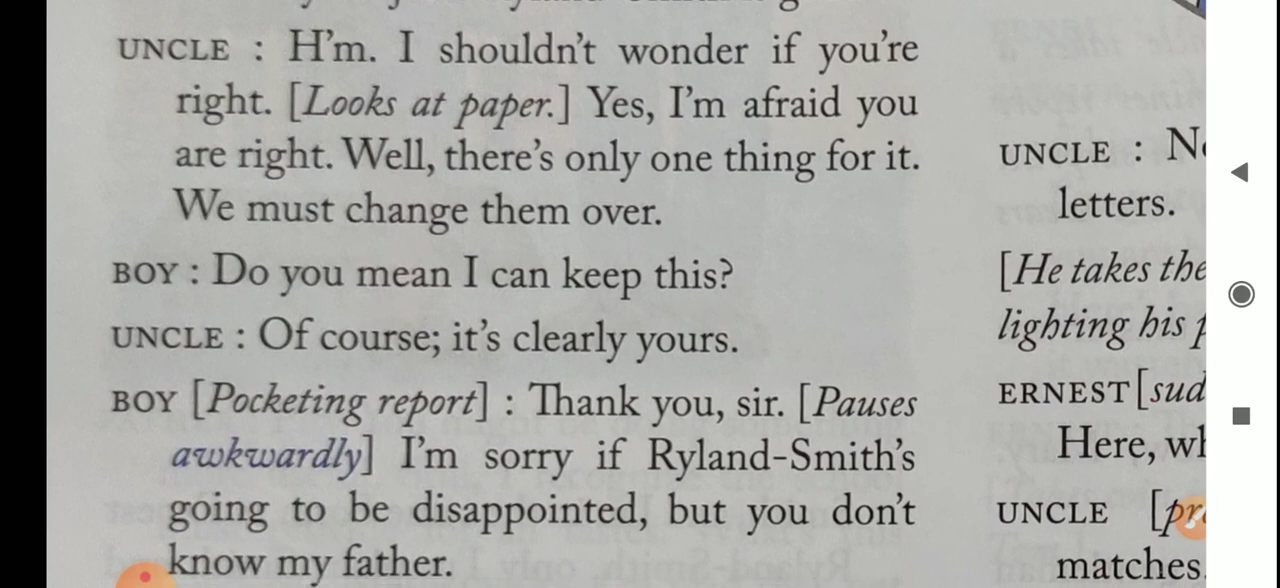 UNCLE : H'm. I shouldn't wonder if you're
right. [Looks at paper.] Yes, I'm afraid you
are right. Well, there's only one thing for it.
We must change them over.
BOY : Do you mean I can keep this?
UNCLE : Of course; it's clearly yours.
BOY [Pocketing report] : Thank you, sir. [Pauses
awkwardly] I'm sorry if Ryland-Smith's
going to be disappointed, but you don't
know my father.
UNCLE :
letters.
[He takes the
lighting his
ERNEST
Here,
UNCLE
matches.